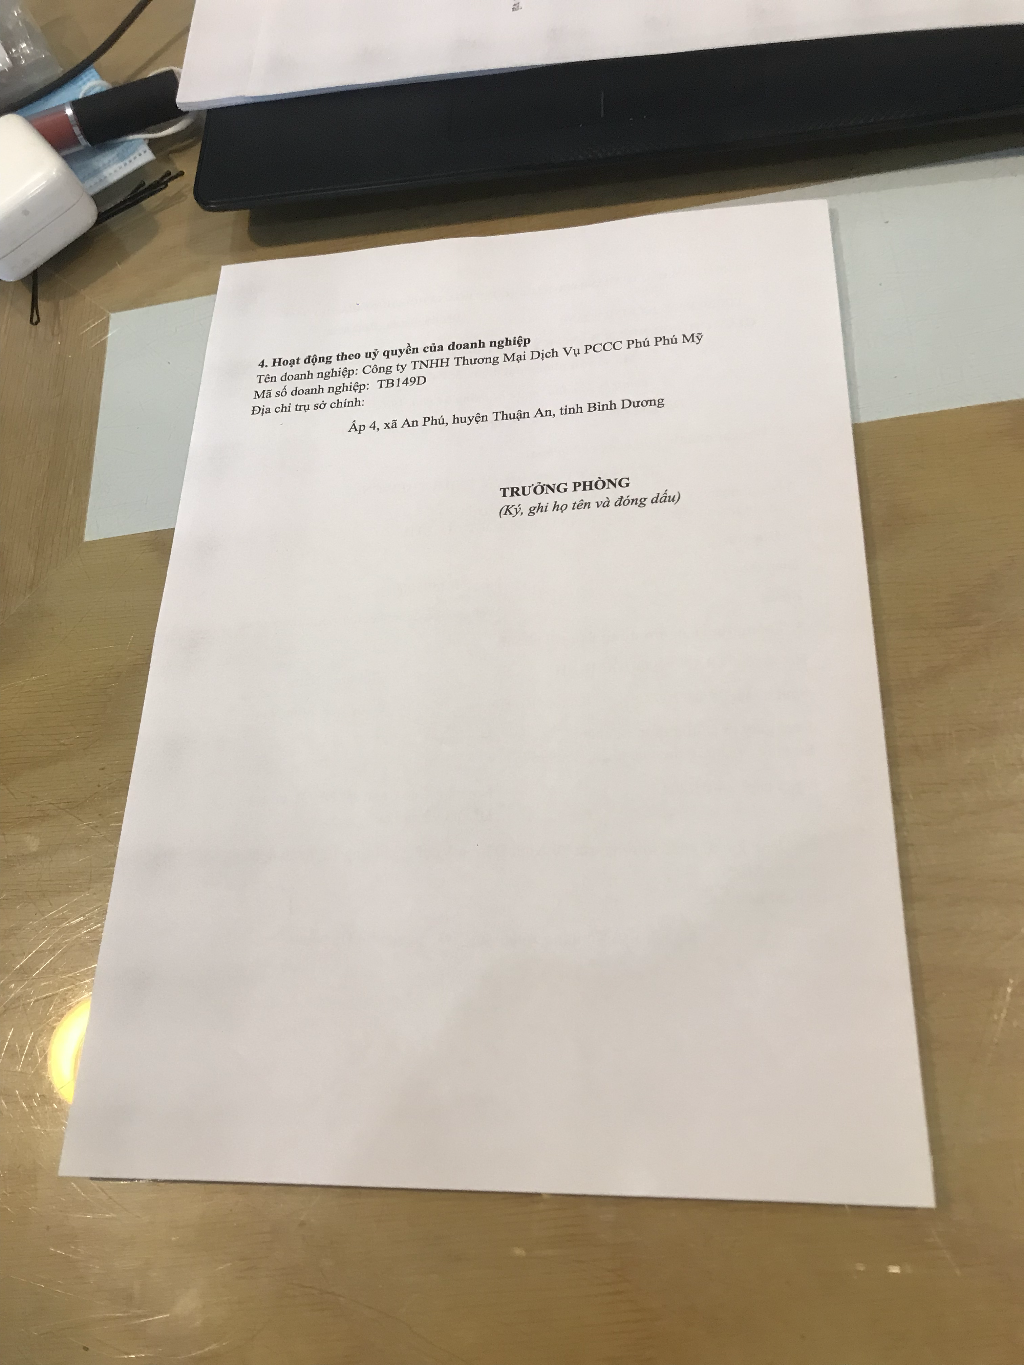 4. Hoạt động theo uỷ quyền của doanh nghiệp
Tên doanh nghiệp: Công ty TNHH Thương Mại Dịch Vụ PCCC Phú Phú Mỹ
Mã số doanh nghiệp: TB149D
Địa chỉ trụ sở chính:
Ấp 4, xã An Phú, huyện Thuận An, tỉnh Bình Dương
TRƯỞNG PHÒNG
(Ký, ghi họ tên và đóng dấu)